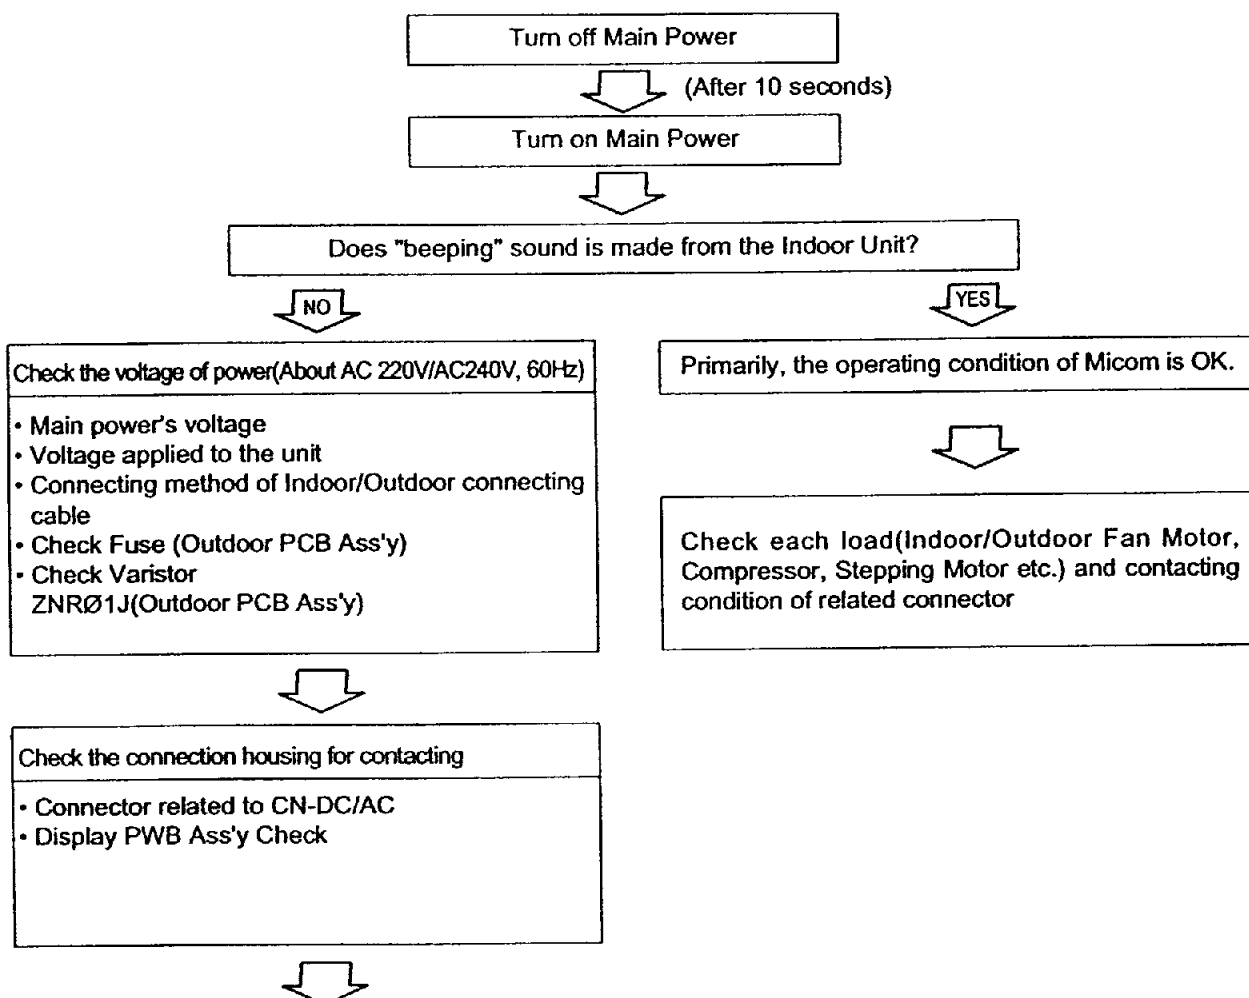 Turn off Main Power
(After 10 seconds)
Turn on Main Power
Does "beeping" sound is made from the Indoor Unit?
NO
YES
Check the voltage of power(About AC 220V/AC240V, 60Hz)
• Main power's voltage
• Voltage applied to the unit
• Connecting method of Indoor/Outdoor connecting
cable
• Check Fuse (Outdoor PCB Ass'y)
• Check Varistor
ZNRØ1J(Outdoor PCB Ass'y)
Primarily, the operating condition of Micom is OK.
Check each load(Indoor/Outdoor Fan Motor,
Compressor, Stepping Motor etc.) and contacting
condition of related connector
Check the connection housing for contacting
• Connector related to CN-DC/AC
• Display PWB Ass'y Check